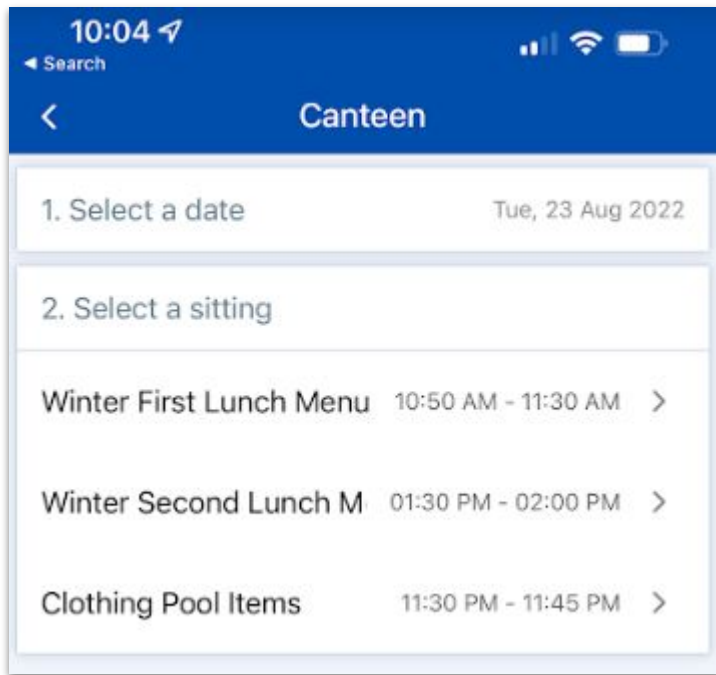 10:04
Search
Canteen
1. Select a date Tue, 23 Aug 2022
2. Select a sitting
Winter First Lunch Menu 10:50 AM - 11:30 AM
Winter Second Lunch M 01:30 PM - 02:00 PM
Clothing Pool Items 11:30 PM - 11:45 PM